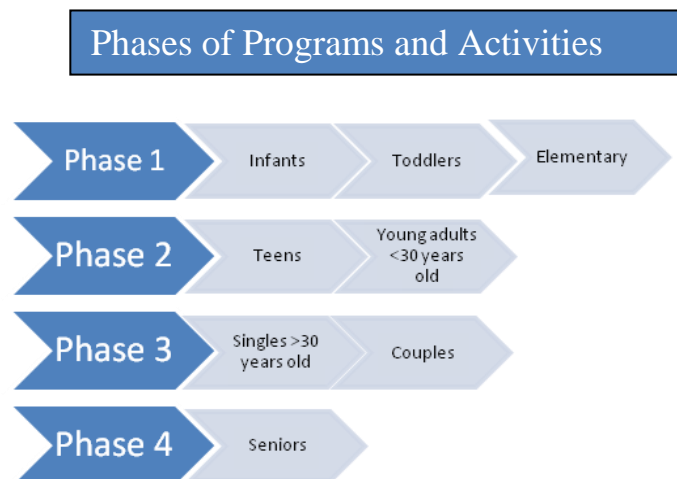 Phases of Programs and Activities
Phase 1
Infants
Toddlers
Elementary
Phase 2
Teens
Young adults
<30 years
old
Phase 3
Singles >30
years old
Couples
Phase 4
Seniors